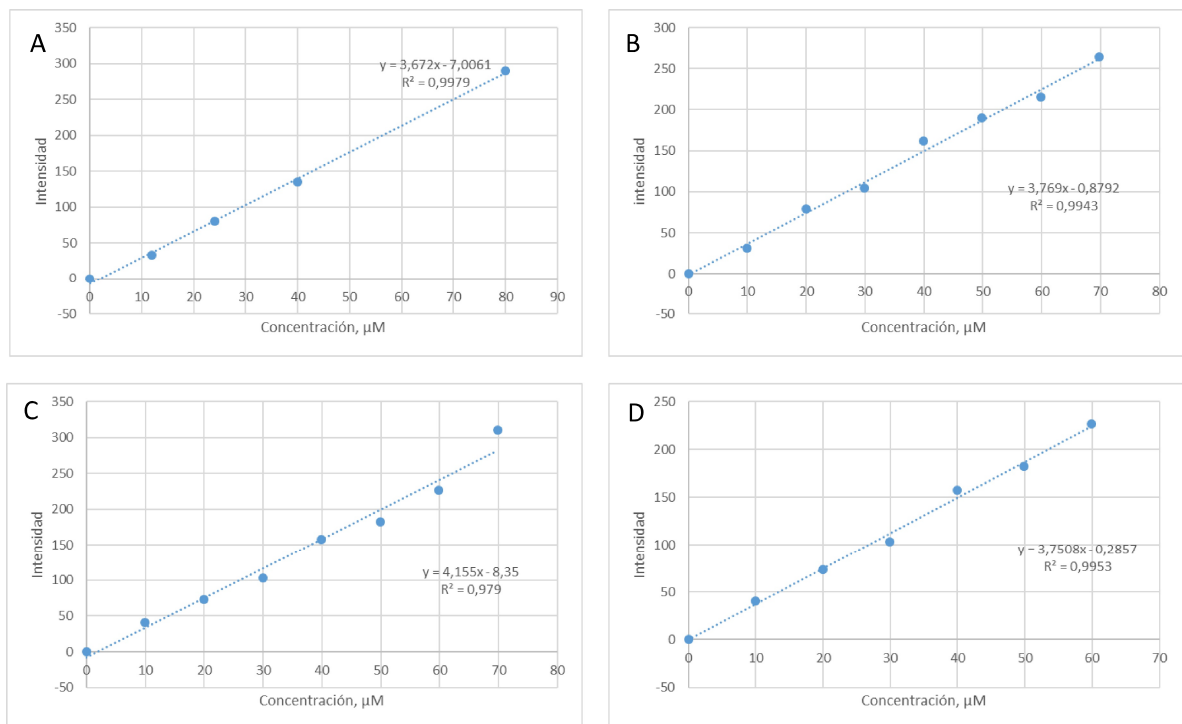 A
350
300
250
200
150
100
50
0
-50
Intensidad
y = 3,672x - 7,0061
R² = 0,9979
0 10 20 30 40 50 60 70 80 90
Concentración, µM
B
300
250
200
150
100
50
0
-50
intensidad
y = 3,769x - 0,8792
R² = 0,9943
0 10 20 30 40 50 60 70 80
Concentración, µM
C
350
300
250
200
150
100
50
0
-50
Intensidad
y = 4,155x - 8,35
R² = 0,979
0 10 20 30 40 50 60 70 80
Concentración, µM
D
250
200
150
100
50
0
-50
Intensidad
y = 3,7508x - 0,2857
R² = 0,9953
0 10 20 30 40 50 60 70
Concentración, µM